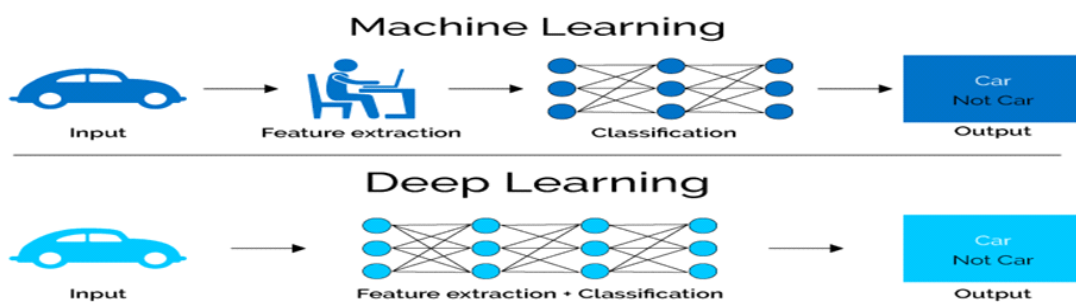 Machine Learning
Car
Not Car
Input
Feature extraction
Classification
Output
Deep Learning
Car
Not Car
Input
Feature extraction + Classification
Output